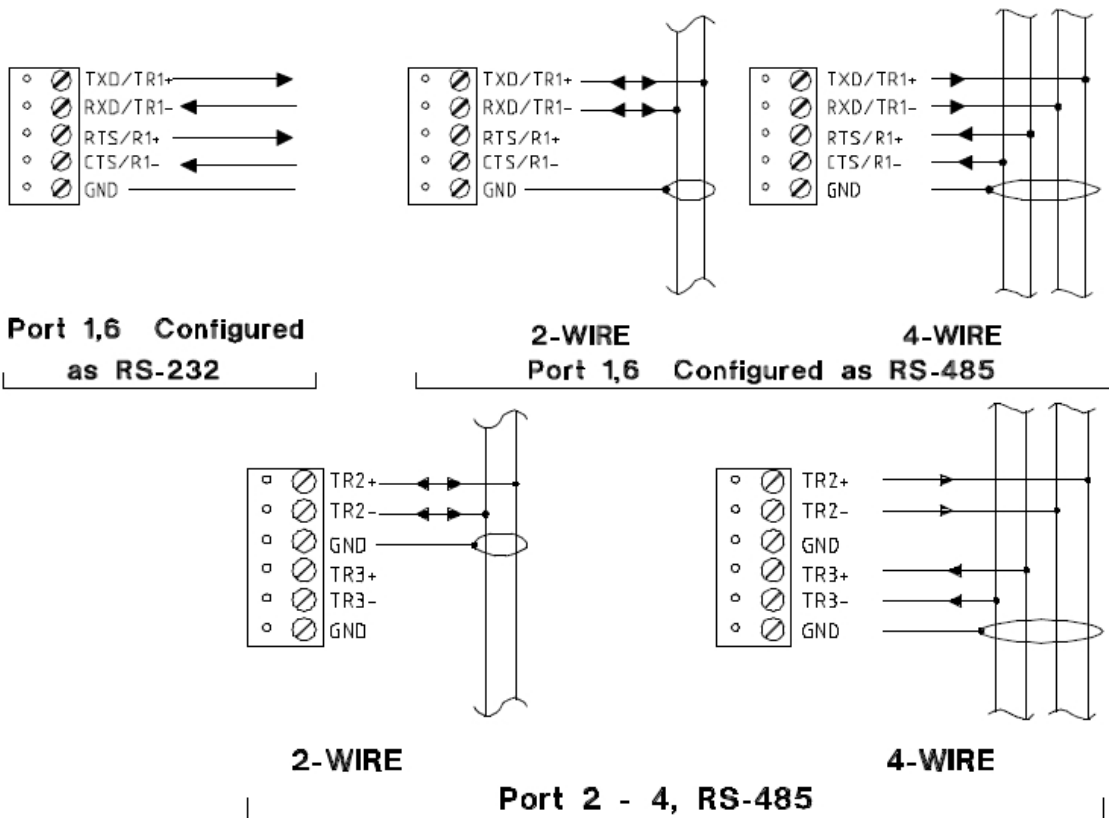 TXD/TR1+
RXD/TR1-
RTS/R1+
CTS/R1-
GND
Port 1,6 Configured
as RS-232
TXD/TR1+
RXD/TR1-
RTS/R1+
CTS/R1-
GND
2-WIRE
TXD/TR1+
RXD/TR1-
RTS/R1+
CTS/R1-
GND
4-WIRE
Port 1,6 Configured as RS-485
TR2+
TR2-
GND
TR3+
TR3-
GND
2-WIRE
TR2+
TR2-
GND
TR3+
TR3-
GND
4-WIRE
Port 2 - 4, RS-485